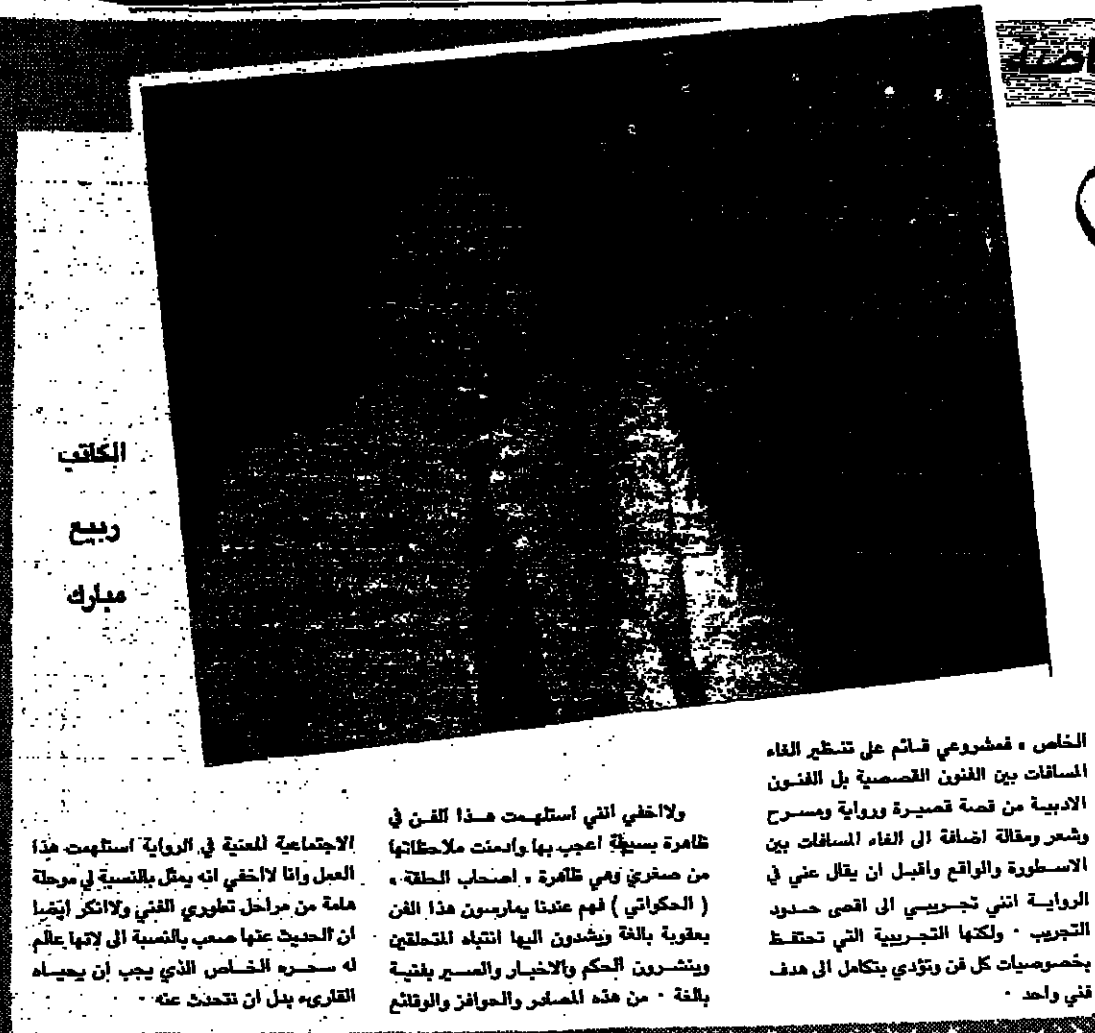 الكاتب
ربيع
مبارك
الخاص ، فمشروعي قائم على تنظير الغاء
المسافات بين الفنون القصصية بل الفنون
الادبية من قصة قصيرة ورواية ومسرح
وشعر ومقالة اضافة الى الغاء المسافات بين
الاسطورة والواقع واقبل ان يقال عني في
الرواية انني تجريبي الى اقصى حدود
التجريب ٠ ولكنها التجريبية التي تحتفظ
بخصوصيات كل فن وتؤدي بتكامل الى هدف
فني واحد ٠
ولااخفي انني استلهمت هذا الفن في
ظاهرة بسيطة اعجب بها وادمنت ملاحظاتها
من صغري وهي ظاهرة « اصحاب الحلقة »
( الحكواتي ) فهم عندنا يمارسون هذا الفن
بعفوية بالغة ويشدون اليها انتباه المتحلقين
وينشرون الحكم والاخبار والسير بفنية
بالغة ٠ من هذه المصادر والحوافز والوقائع
الاجتماعية المعنية في الرواية استلهمت هذا
العمل وانا لااخفي انه يمثل بالنسبة لي مرحلة
هامة من مراحل تطوري الفني ولاانكر ايضا
ان الحديث عنها صعب بالنسبة الي لانها عالم
له سحره الخاص الذي يجب ان يحياه
القارىء بدل ان نتحدث عنه ٠